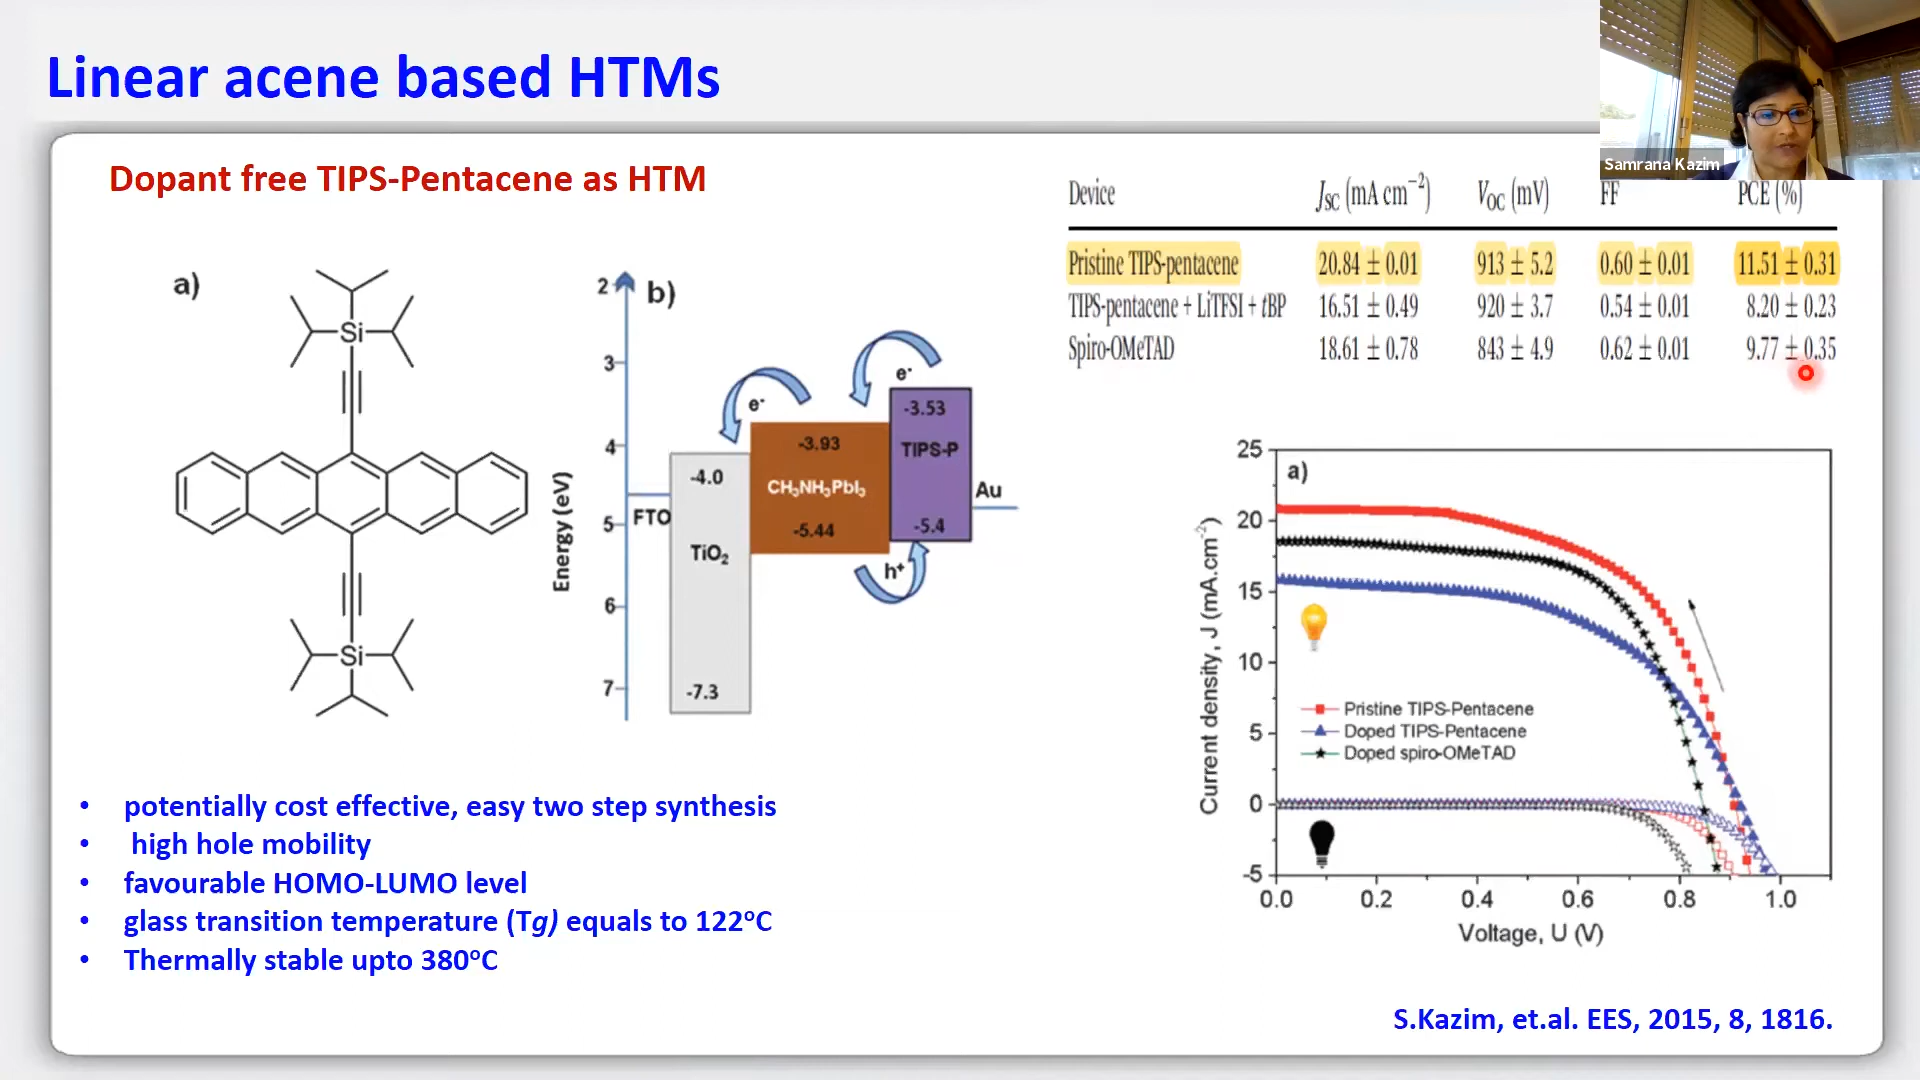 Linear acene based HTMs
Samrana Kazim
Dopant free TIPS-Pentacene as HTM
Device J_SC (mA cm⁻²) V_OC (mV) FF PCE (%)
Pristine TIPS-pentacene 20.84 ± 0.01 913 ± 5.2 0.60 ± 0.01 11.51 ± 0.31
TIPS-pentacene + LiTFSI + tBP 16.51 ± 0.49 920 ± 3.7 0.54 ± 0.01 8.20 ± 0.23
Spiro-OMeTAD 18.61 ± 0.78 843 ± 4.9 0.62 ± 0.01 9.77 ± 0.35
a)
Si
Si
b)
Energy (eV)
2
3
4
5
6
7
FTO
-4.0
TiO₂
-7.3
e⁻
-3.93
CH₃NH₃PbI₃
-5.44
e⁻
-3.53
TIPS-P
-5.4
h⁺
Au
a)
Current density, J (mA.cm⁻²)
25
20
15
10
5
0
-5
Pristine TIPS-Pentacene
Doped TIPS-Pentacene
Doped spiro-OMeTAD
0.0 0.2 0.4 0.6 0.8 1.0
Voltage, U (V)
• potentially cost effective, easy two step synthesis
• high hole mobility
• favourable HOMO-LUMO level
• glass transition temperature (Tg) equals to 122°C
• Thermally stable upto 380°C
S.Kazim, et.al. EES, 2015, 8, 1816.